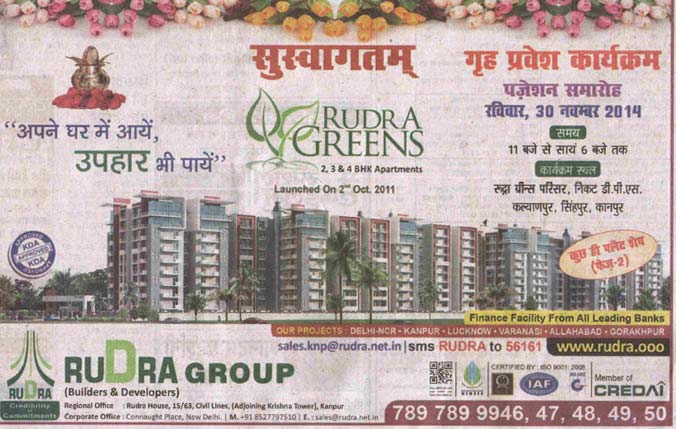 सुस्वागतम्
गृह प्रवेश कार्यक्रम
पज़ेशन समारोह
रविवार, 30 नवम्बर 2014
समय
11 बजे से सायं 6 बजे तक
कार्यक्रम स्थल
रूद्रा ग्रीन्स परिसर, निकट डी.पी.एस.
कल्याणपुर, सिंहपुर, कानपुर
"अपने घर में आयें,
उपहार भी पायें"
RUDRA
GREENS
2, 3 & 4 BHK Apartments
Launched On 2nd Oct. 2011
APPROVED
KDA
APPROVED
KDA
कुछ ही फ्लैट शेष
(फेज़-2)
Finance Facility From All Leading Banks
OUR PROJECTS : DELHI-NCR • KANPUR • LUCKNOW • VARANASI • ALLAHABAD • GORAKHPUR
sales.knp@rudra.net.in | sms RUDRA to 56161
www.rudra.ooo
RUDRA
Credibility
Commitments
RUDRA GROUP
(Builders & Developers)
Regional Office : Rudra House, 15/63, Civil Lines, (Adjoining Krishna Tower), Kanpur
Corporate Office : Connaught Place, New Delhi. | M. +91 8527797510 | E. : sales@rudra.net.in
CERTIFIED BY : ISO 9001: 2008
IAF
Member of
CREDAI
789 789 9946, 47, 48, 49, 50